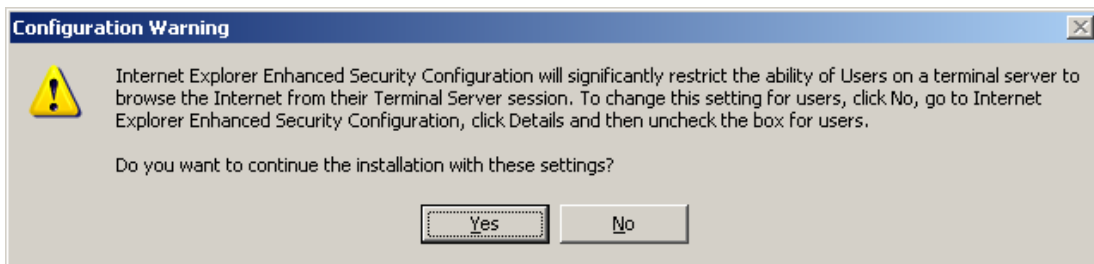 Configuration Warning
Internet Explorer Enhanced Security Configuration will significantly restrict the ability of Users on a terminal server to
browse the Internet from their Terminal Server session. To change this setting for users, click No, go to Internet
Explorer Enhanced Security Configuration, click Details and then uncheck the box for users.
Do you want to continue the installation with these settings?
Yes
No